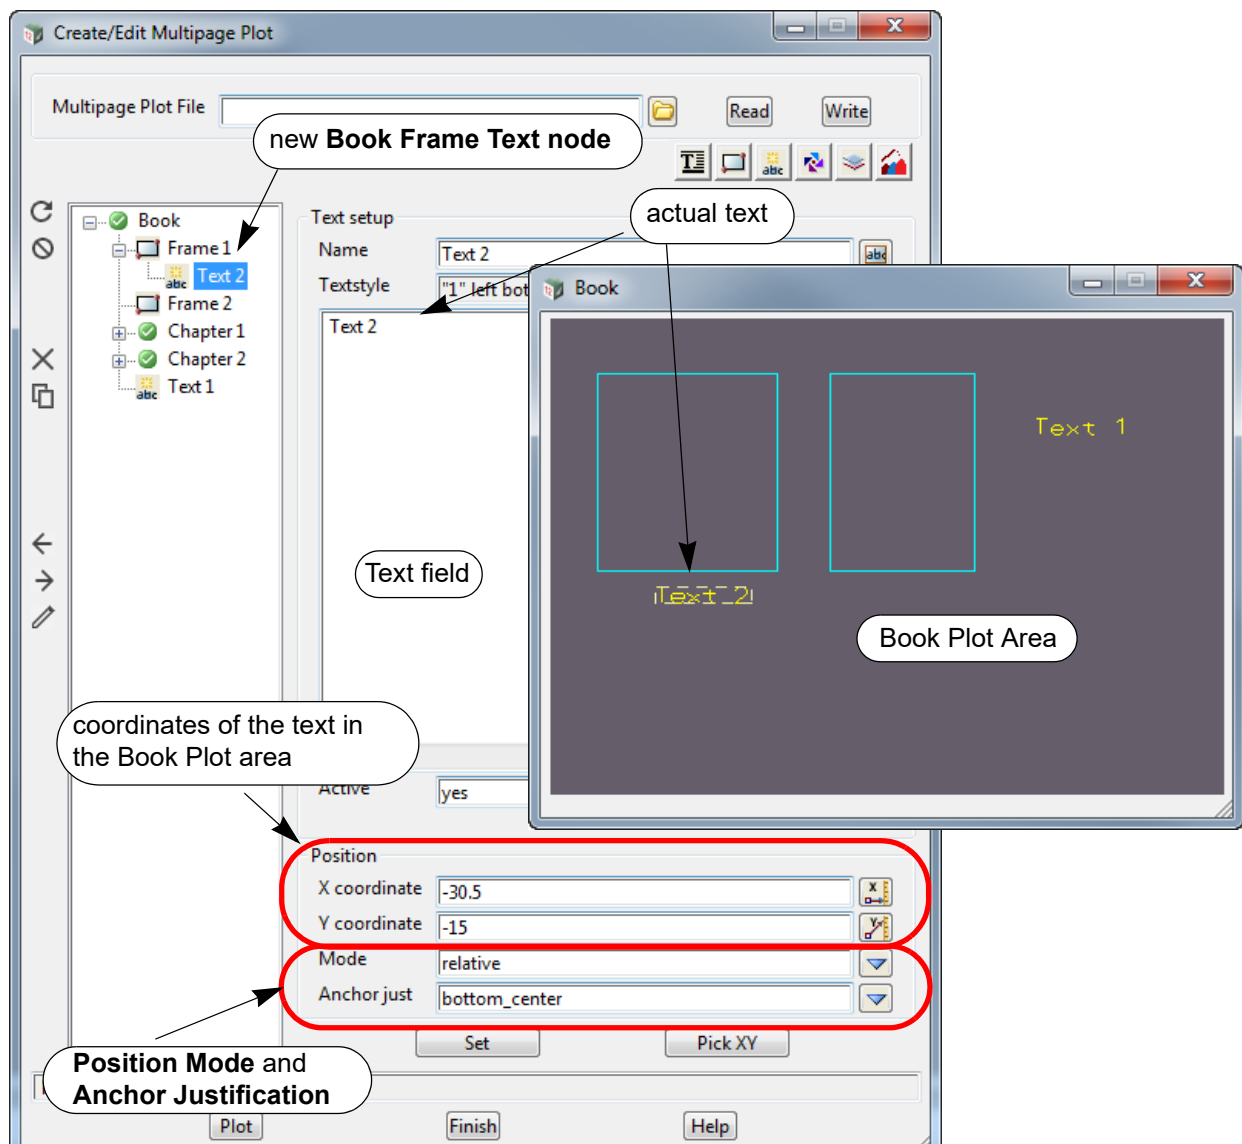 Create/Edit Multipage Plot
Multipage Plot File
Read
Write
new Book Frame Text node
abc
actual text
Book
Frame 1
Text 2
abc
Frame 2
Chapter 1
Chapter 2
Text 1
abc
Text setup
Name
Text 2
abc
Textstyle
"1" left bot
Text 2
Text field
Book
Text 1
Text 2
Book Plot Area
coordinates of the text in
the Book Plot area
Active
yes
Position
X coordinate
-30.5
X
Y coordinate
-15
Y
Mode
relative
Anchor just
bottom_center
Set
Pick XY
Position Mode and
Anchor Justification
Plot
Finish
Help